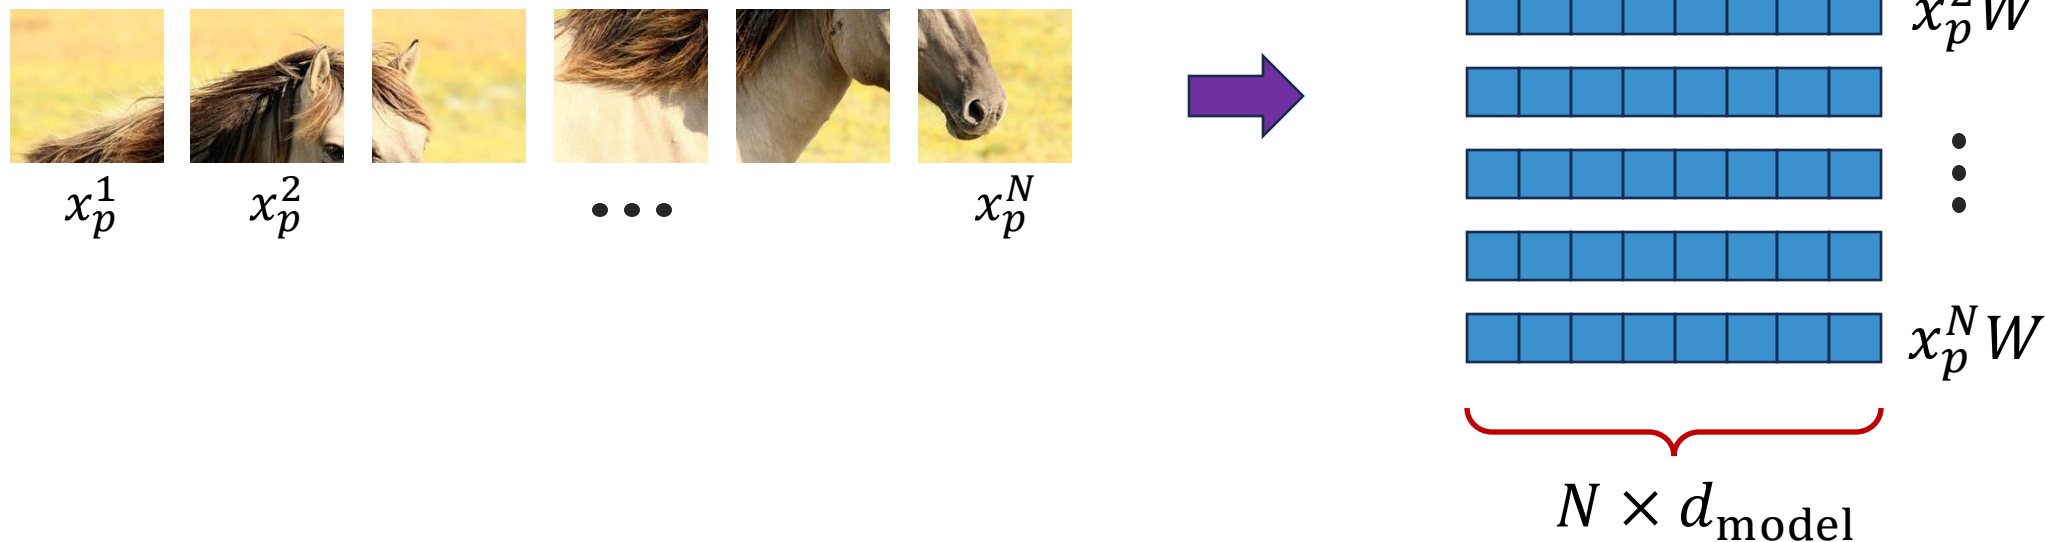 x_p^1 x_p^2 ... x_p^N
x_p^2 W
⋮
x_p^N W
N × d_model